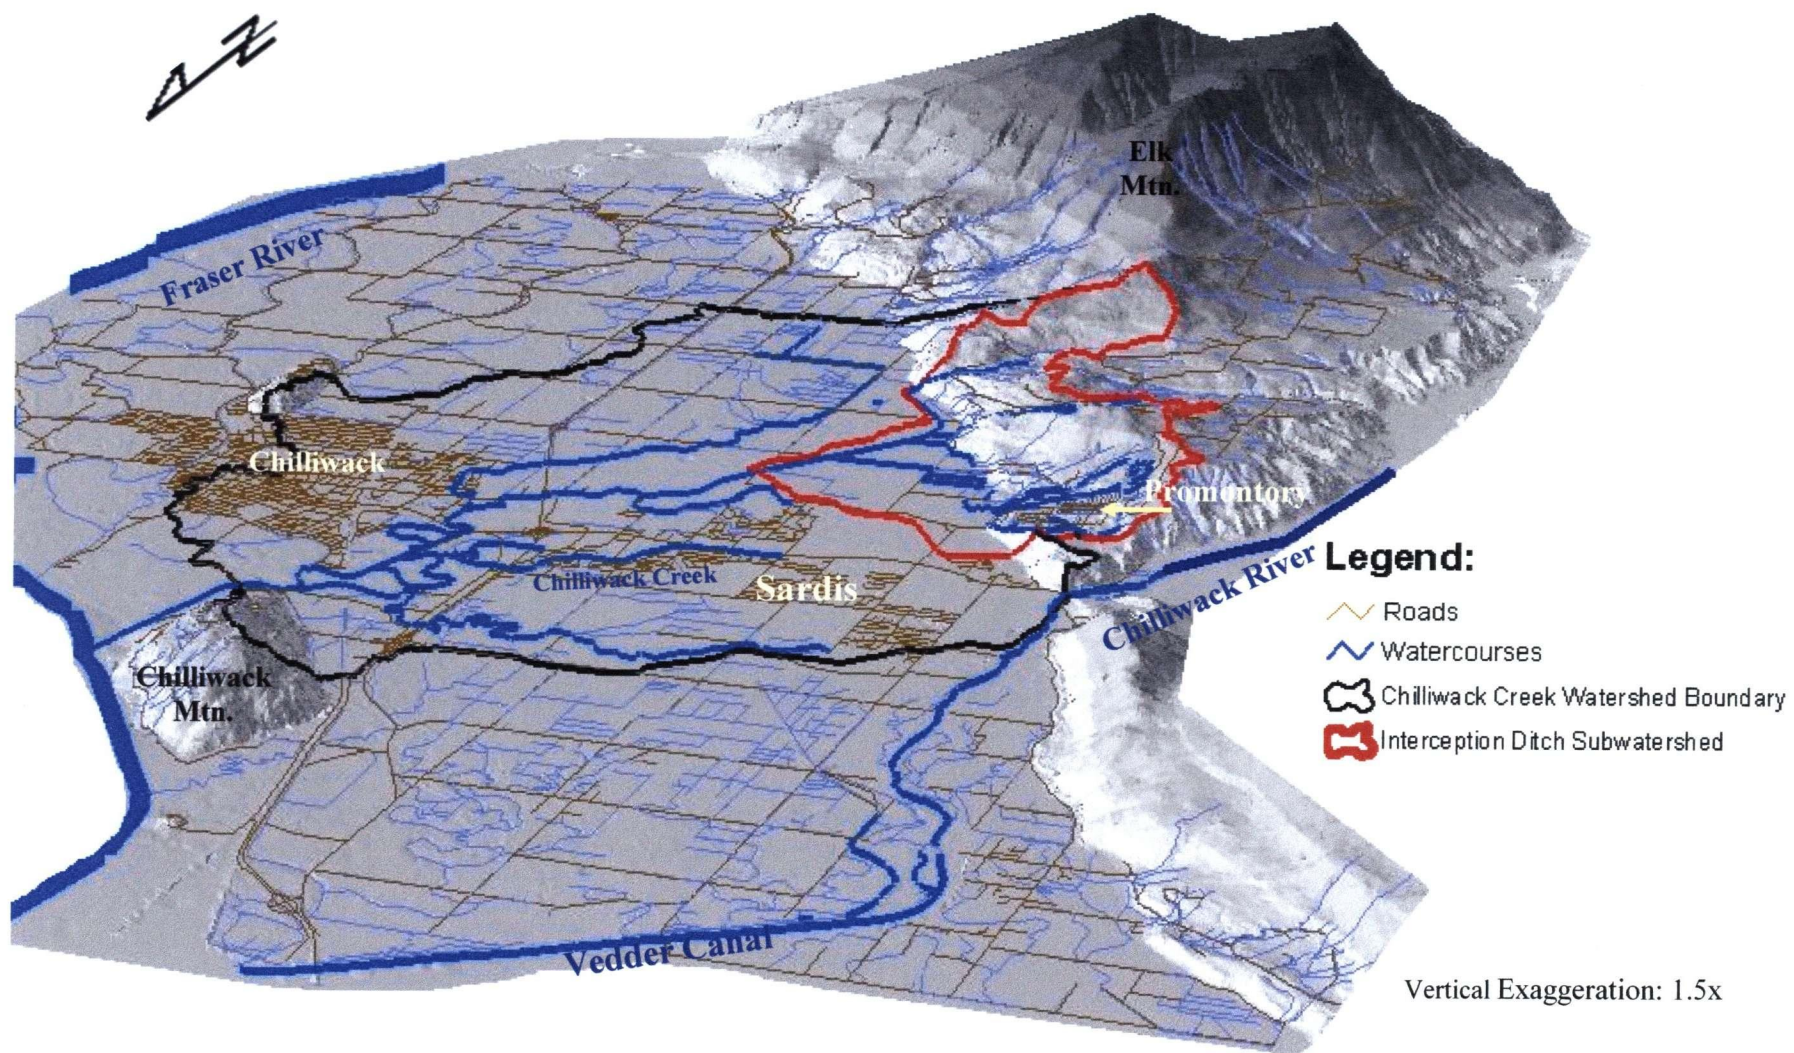 N
Elk
Mtn.
Fraser River
Chilliwack
Promontory
Chilliwack Creek
Sardis
Chilliwack River
Chilliwack
Mtn.
Vedder Canal
Legend:
Roads
Watercourses
Chilliwack Creek Watershed Boundary
Interception Ditch Subwatershed
Vertical Exaggeration: 1.5x